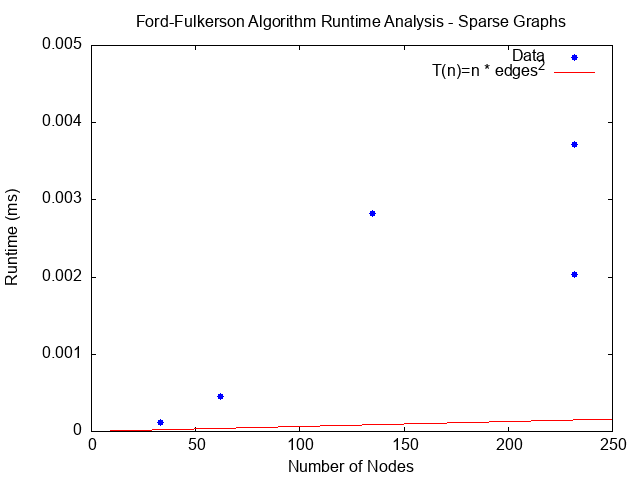 Ford-Fulkerson Algorithm Runtime Analysis - Sparse Graphs
0.005
0.004
0.003
0.002
0.001
0
Runtime (ms)
Data
T(n)=n * edges2
0 50 100 150 200 250
Number of Nodes